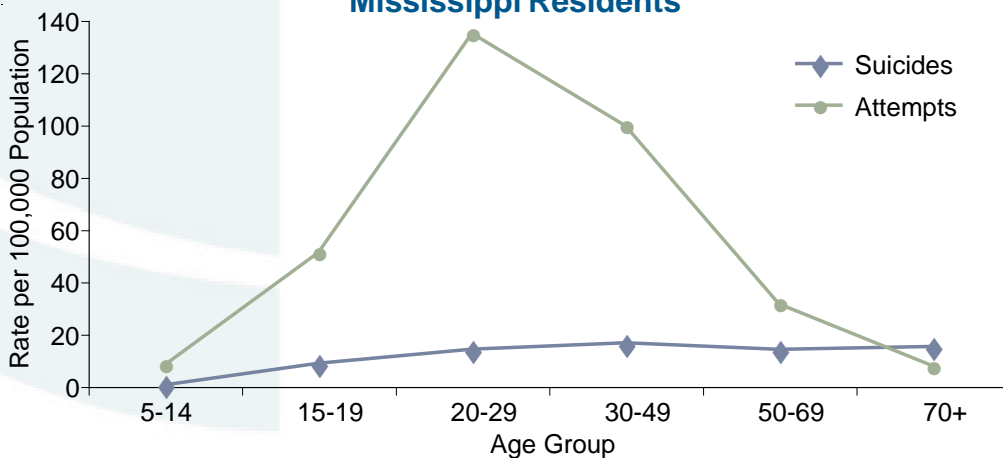 Mississippi Residents
Rate per 100,000 Population
140
120
100
80
60
40
20
0
Suicides
Attempts
5-14
15-19
20-29
30-49
50-69
70+
Age Group